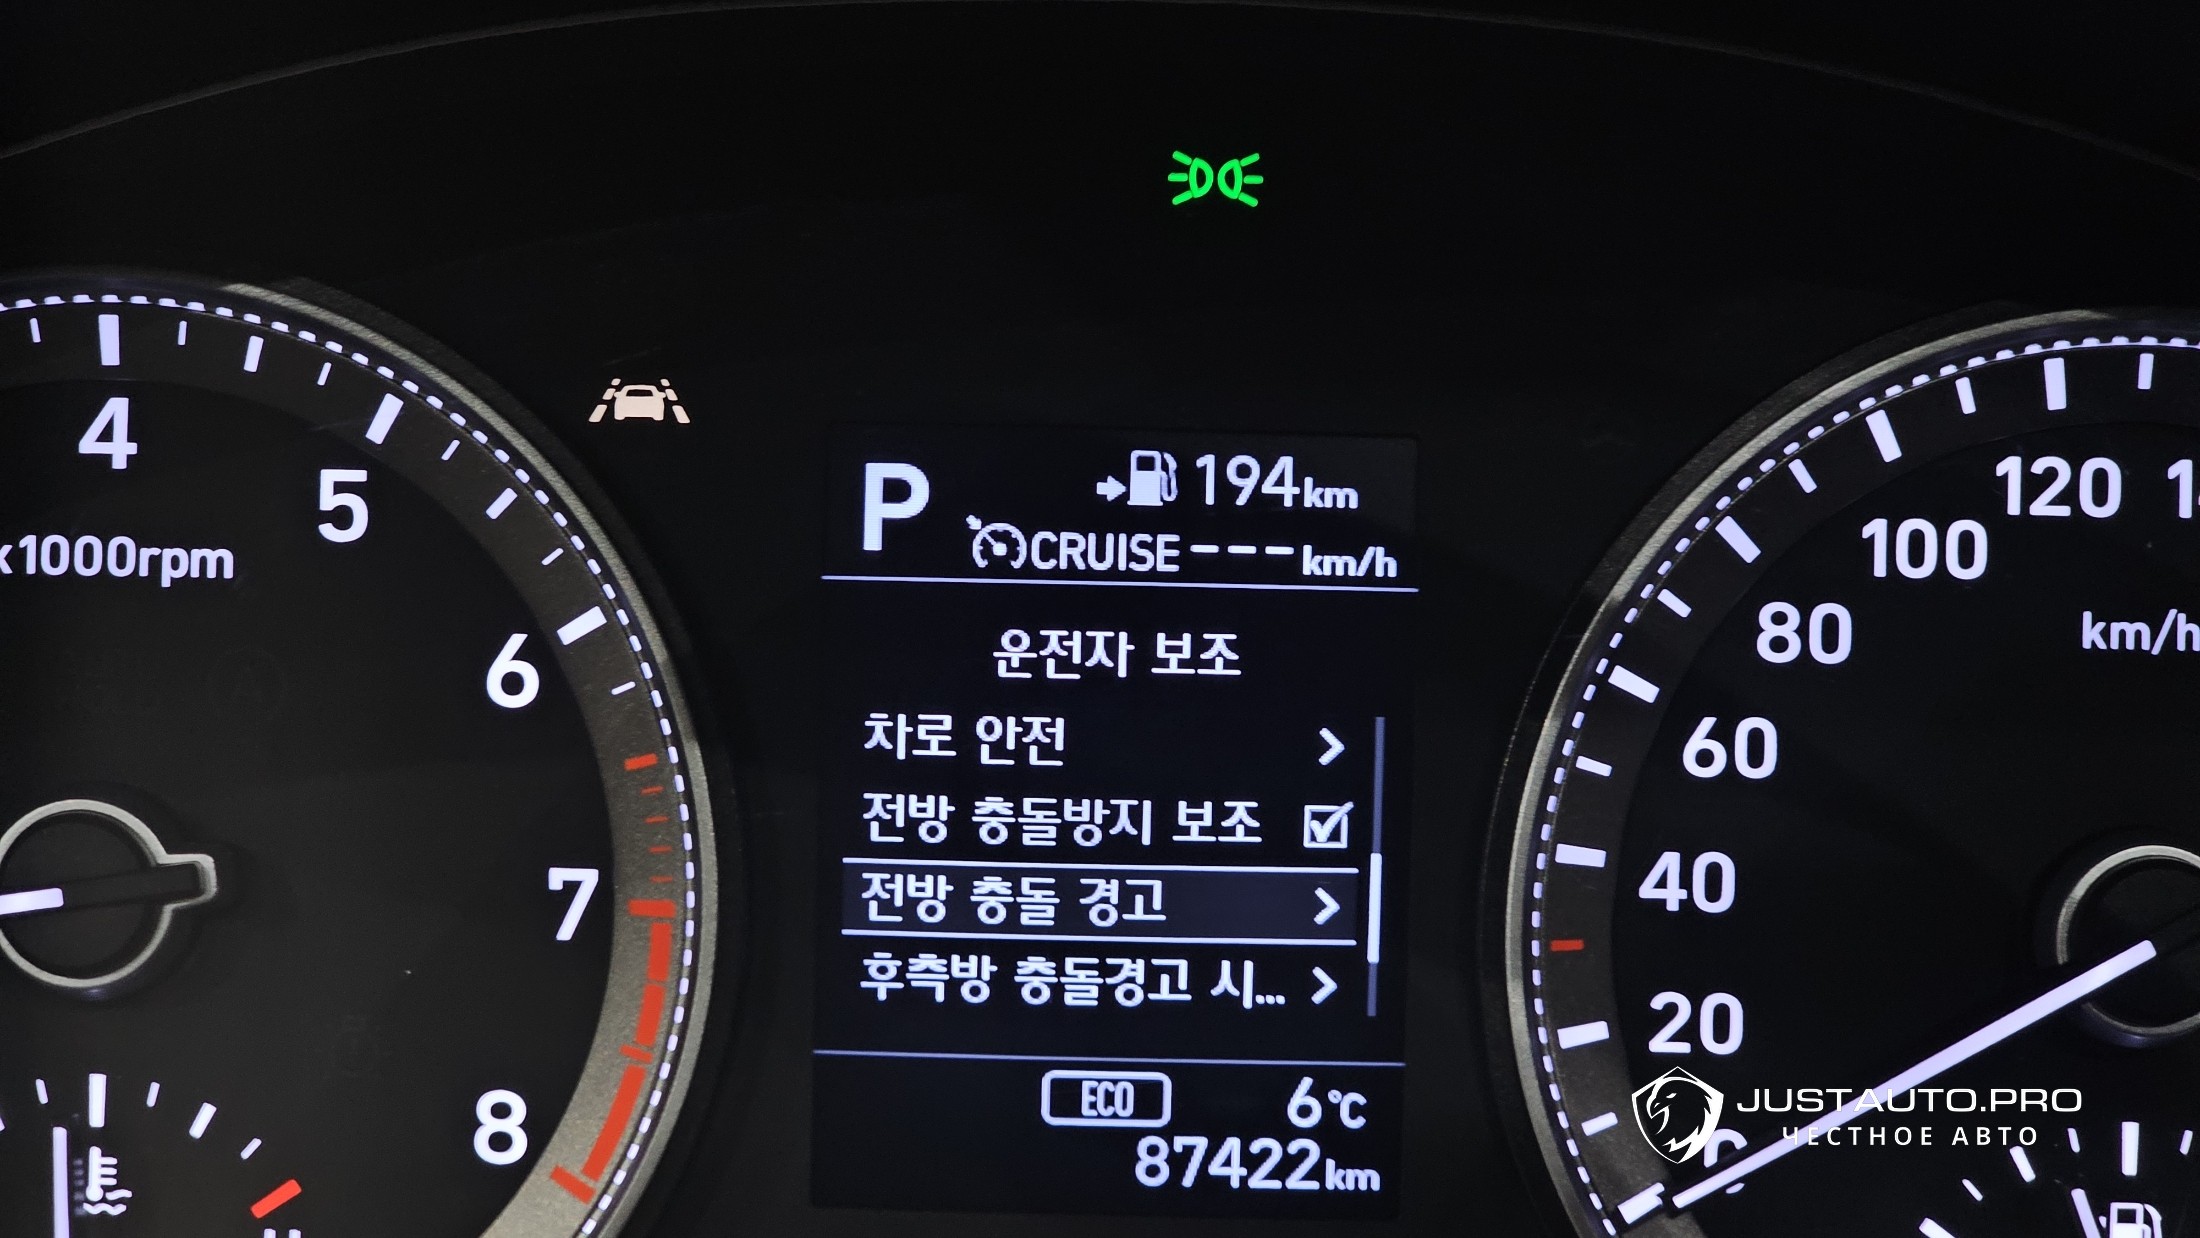 4
5
x1000rpm
6
7
8
P
194km
CRUISE---km/h
운전자 보조
차로 안전
전방 충돌방지 보조
전방 충돌 경고
후측방 충돌경고 시...
ECO
6℃
87422km
120
100
80
km/h
60
40
20
0
JUSTAUTO.PRO
ЧЕСТНОЕ АВТО